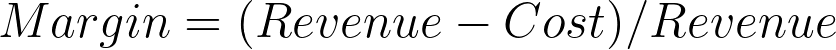 Margin = (Revenue − Cost)/Revenue